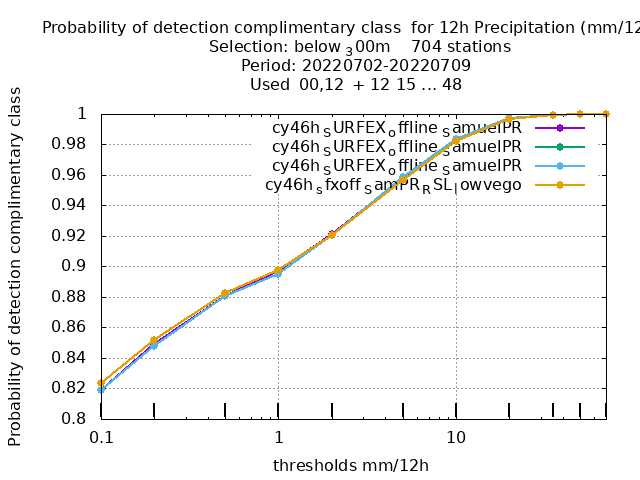 Probability of detection complimentary class  for 12h Precipitation (mm/12
Selection: below ₃00m    704 stations
Period: 20220702-20220709
Used  00,12  + 12 15 ... 48
Probability of detection complimentary class
1
0.98
0.96
0.94
0.92
0.9
0.88
0.86
0.84
0.82
0.8
cy46h_SURFEX_offline_SamuelPR
cy46h_SURFEX_offline_SamuelPR
cy46h_SURFEX_offline_SamuelPR
cy46h_sfxoff_SamPR_RSL_lowvego
0.1
1
10
thresholds mm/12h